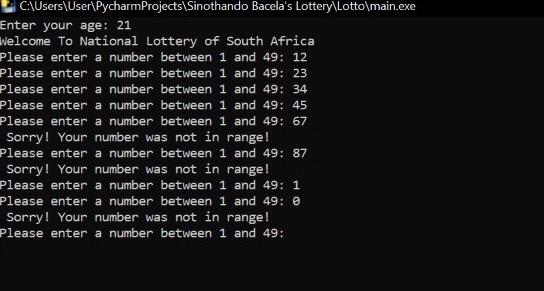 C:\Users\User\PycharmProjects\Sinothando Bacela's Lottery\Lotto\main.exe
Enter your age: 21
Welcome To National Lottery of South Africa
Please enter a number between 1 and 49: 12
Please enter a number between 1 and 49: 23
Please enter a number between 1 and 49: 34
Please enter a number between 1 and 49: 45
Please enter a number between 1 and 49: 67
 Sorry! Your number was not in range!
Please enter a number between 1 and 49: 87
 Sorry! Your number was not in range!
Please enter a number between 1 and 49: 1
Please enter a number between 1 and 49: 0
 Sorry! Your number was not in range!
Please enter a number between 1 and 49: